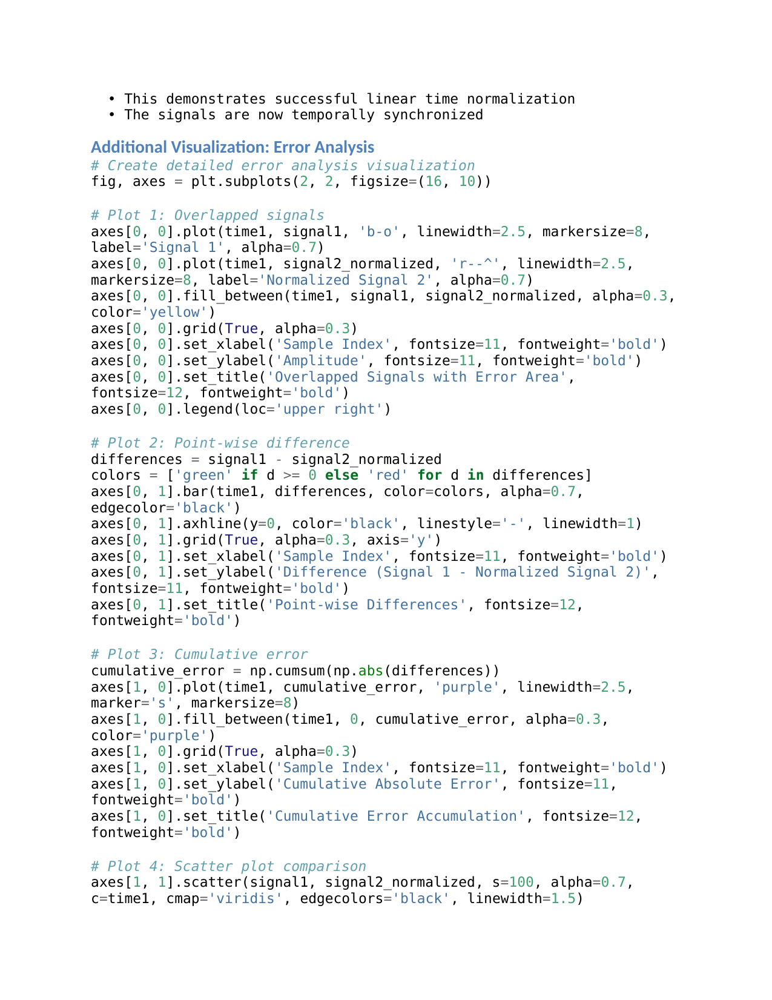 • This demonstrates successful linear time normalization
• The signals are now temporally synchronized
Additional Visualization: Error Analysis
# Create detailed error analysis visualization
fig, axes = plt.subplots(2, 2, figsize=(16, 10))
# Plot 1: Overlapped signals
axes[0, 0].plot(time1, signal1, 'b-o', linewidth=2.5, markersize=8,
label='Signal 1', alpha=0.7)
axes[0, 0].plot(time1, signal2_normalized, 'r--^', linewidth=2.5,
markersize=8, label='Normalized Signal 2', alpha=0.7)
axes[0, 0].fill_between(time1, signal1, signal2_normalized, alpha=0.3,
color='yellow')
axes[0, 0].grid(True, alpha=0.3)
axes[0, 0].set_xlabel('Sample Index', fontsize=11, fontweight='bold')
axes[0, 0].set_ylabel('Amplitude', fontsize=11, fontweight='bold')
axes[0, 0].set_title('Overlapped Signals with Error Area',
fontsize=12, fontweight='bold')
axes[0, 0].legend(loc='upper right')
# Plot 2: Point-wise difference
differences = signal1 - signal2_normalized
colors = ['green' if d >= 0 else 'red' for d in differences]
axes[0, 1].bar(time1, differences, color=colors, alpha=0.7,
edgecolor='black')
axes[0, 1].axhline(y=0, color='black', linestyle='-', linewidth=1)
axes[0, 1].grid(True, alpha=0.3, axis='y')
axes[0, 1].set_xlabel('Sample Index', fontsize=11, fontweight='bold')
axes[0, 1].set_ylabel('Difference (Signal 1 - Normalized Signal 2)',
fontsize=11, fontweight='bold')
axes[0, 1].set_title('Point-wise Differences', fontsize=12,
fontweight='bold')
# Plot 3: Cumulative error
cumulative_error = np.cumsum(np.abs(differences))
axes[1, 0].plot(time1, cumulative_error, 'purple', linewidth=2.5,
marker='s', markersize=8)
axes[1, 0].fill_between(time1, 0, cumulative_error, alpha=0.3,
color='purple')
axes[1, 0].grid(True, alpha=0.3)
axes[1, 0].set_xlabel('Sample Index', fontsize=11, fontweight='bold')
axes[1, 0].set_ylabel('Cumulative Absolute Error', fontsize=11,
fontweight='bold')
axes[1, 0].set_title('Cumulative Error Accumulation', fontsize=12,
fontweight='bold')
# Plot 4: Scatter plot comparison
axes[1, 1].scatter(signal1, signal2_normalized, s=100, alpha=0.7,
c=time1, cmap='viridis', edgecolors='black', linewidth=1.5)